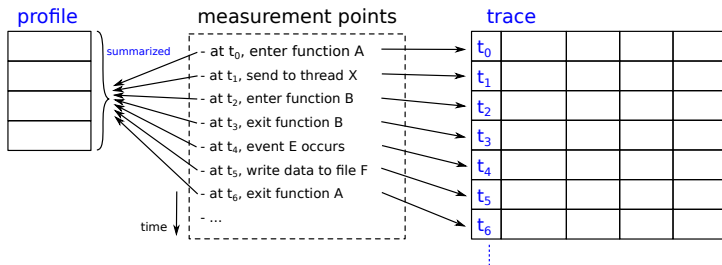 profile
measurement points
trace
summarized
- at t0, enter function A
- at t1, send to thread X
- at t2, enter function B
- at t3, exit function B
- at t4, event E occurs
- at t5, write data to file F
- at t6, exit function A
- ...
time
t0
t1
t2
t3
t4
t5
t6